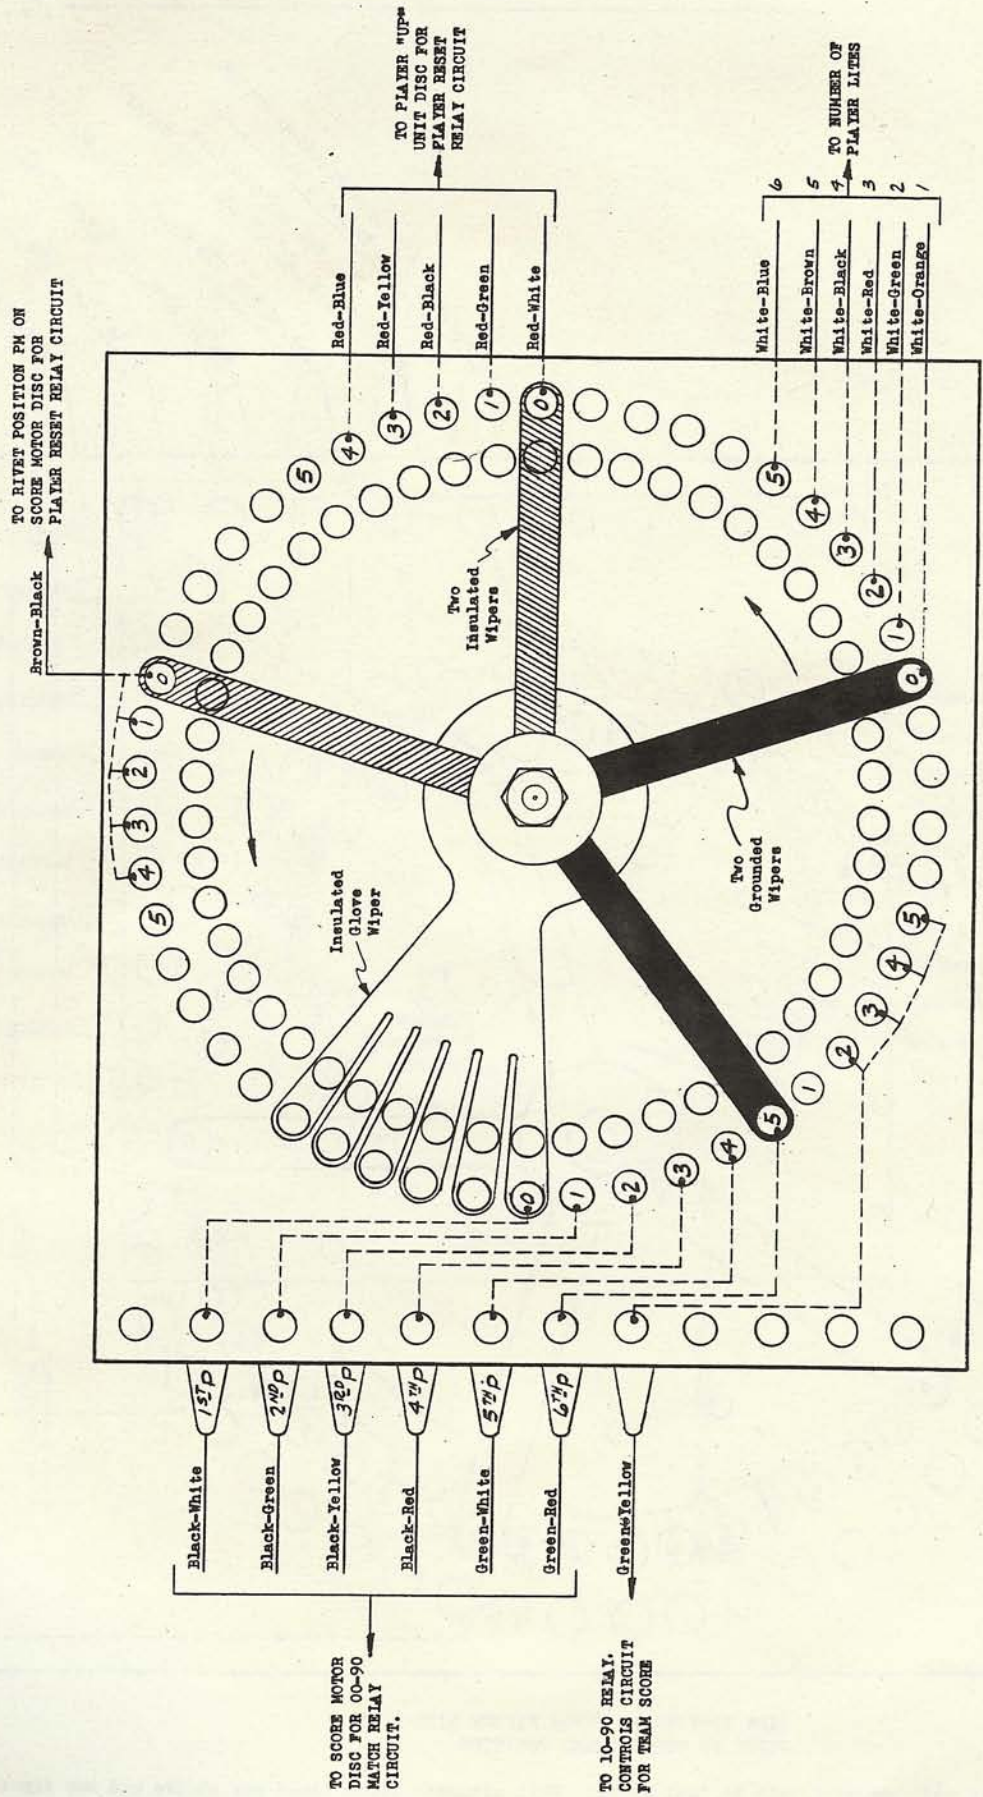 TO RIVET POSITION PM ON
SCORE MOTOR DISC FOR
PLAYER RESET RELAY CIRCUIT
Brown-Black
TO PLAYER "UP"
UNIT DISC FOR
PLAYER RESET
RELAY CIRCUIT
Red-Blue
Red-Yellow
Red-Black
Red-Green
Red-White
TO NUMBER OF
PLAYER LITES
6
5
4
3
2
1
White-Blue
White-Brown
White-Black
White-Red
White-Green
White-Orange
0
1
2
3
4
5
5
4
3
2
1
0
5
4
3
2
1
0
Two
Insulated
Wipers
Two
Grounded
Wipers
Insulated
Glove
Wiper
0
1
2
3
4
5
1
2
3
4
5
1ST P
2ND P
3RD P
4TH P
5TH P
6TH P
Black-White
Black-Green
Black-Yellow
Black-Red
Green-White
Green-Red
Green-Yellow
TO SCORE MOTOR
DISC FOR 00-90
MATCH RELAY
CIRCUIT.
TO 10-90 RELAY.
CONTROLS CIRCUIT
FOR TEAM SCORE